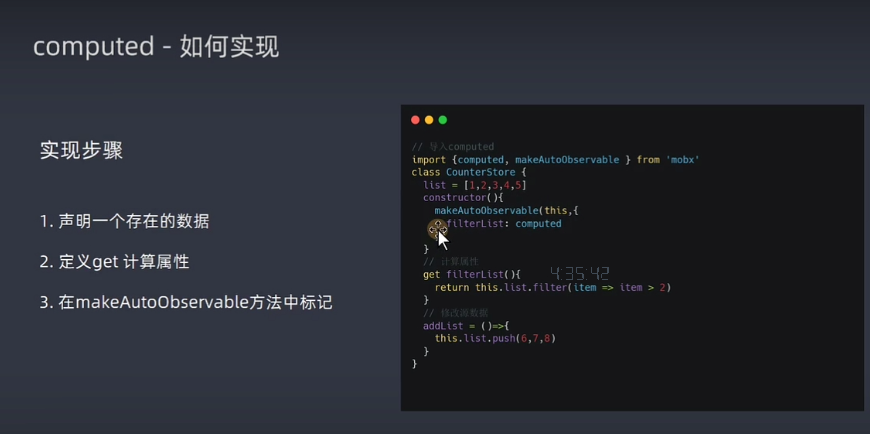 computed - 如何实现
实现步骤
1. 声明一个存在的数据
2. 定义get 计算属性
3. 在makeAutoObservable方法中标记
// 导入computed
import {computed, makeAutoObservable } from 'mobx'
class CounterStore {
list = [1,2,3,4,5]
constructor(){
makeAutoObservable(this,{
filterList: computed
}
// 计算属性
get filterList(){
4:35:42
return this.list.filter(item => item > 2)
}
// 修改源数据
addList = ()=>{
this.list.push(6,7,8)
}
}